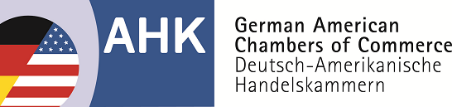 AHK
German American
Chambers of Commerce
Deutsch-Amerikanische
Handelskammern